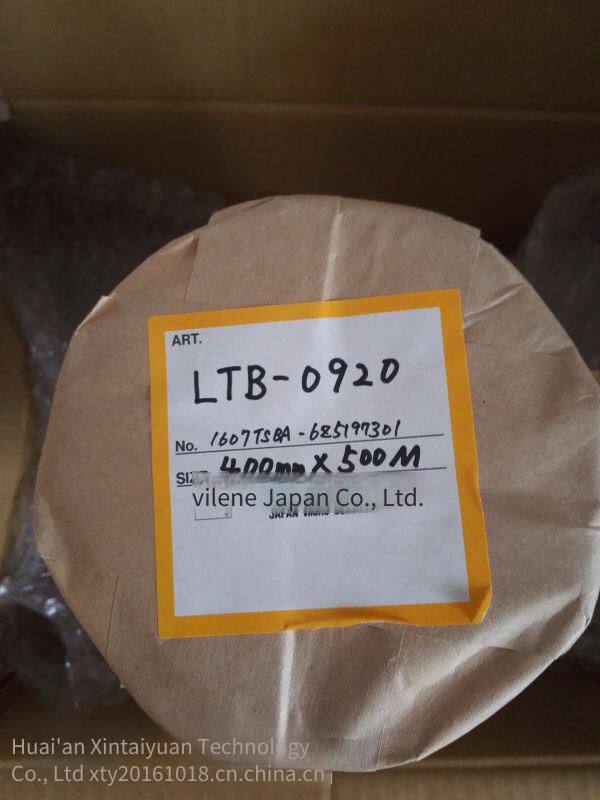 ART.
LTB-0920
No. 1607TSBA-685197301
400mm X 500M
vilene Japan Co., Ltd.
JAPAN
Huai'an Xintaiyuan Technology
Co., Ltd xty20161018.cn.china.cn